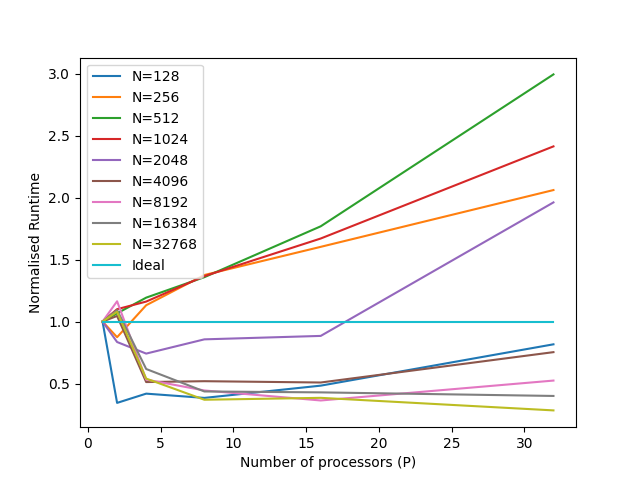 3.0
2.5
2.0
1.5
1.0
0.5
Normalised Runtime
N=128
N=256
N=512
N=1024
N=2048
N=4096
N=8192
N=16384
N=32768
Ideal
0 5 10 15 20 25 30
Number of processors (P)